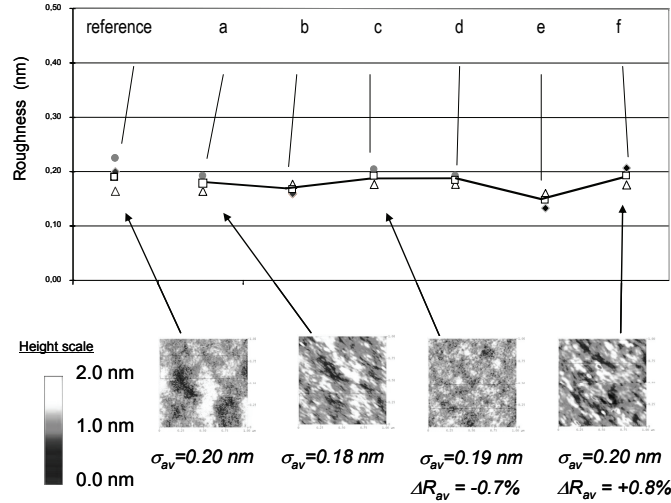 0,50
reference a b c d e f
0,40
0,30
0,20
0,10
0,00
Roughness (nm)
Height scale
2.0 nm
1.0 nm
0.0 nm
σav=0.20 nm
σav=0.18 nm
σav=0.19 nm
ΔRav = -0.7%
σav=0.20 nm
ΔRav = +0.8%